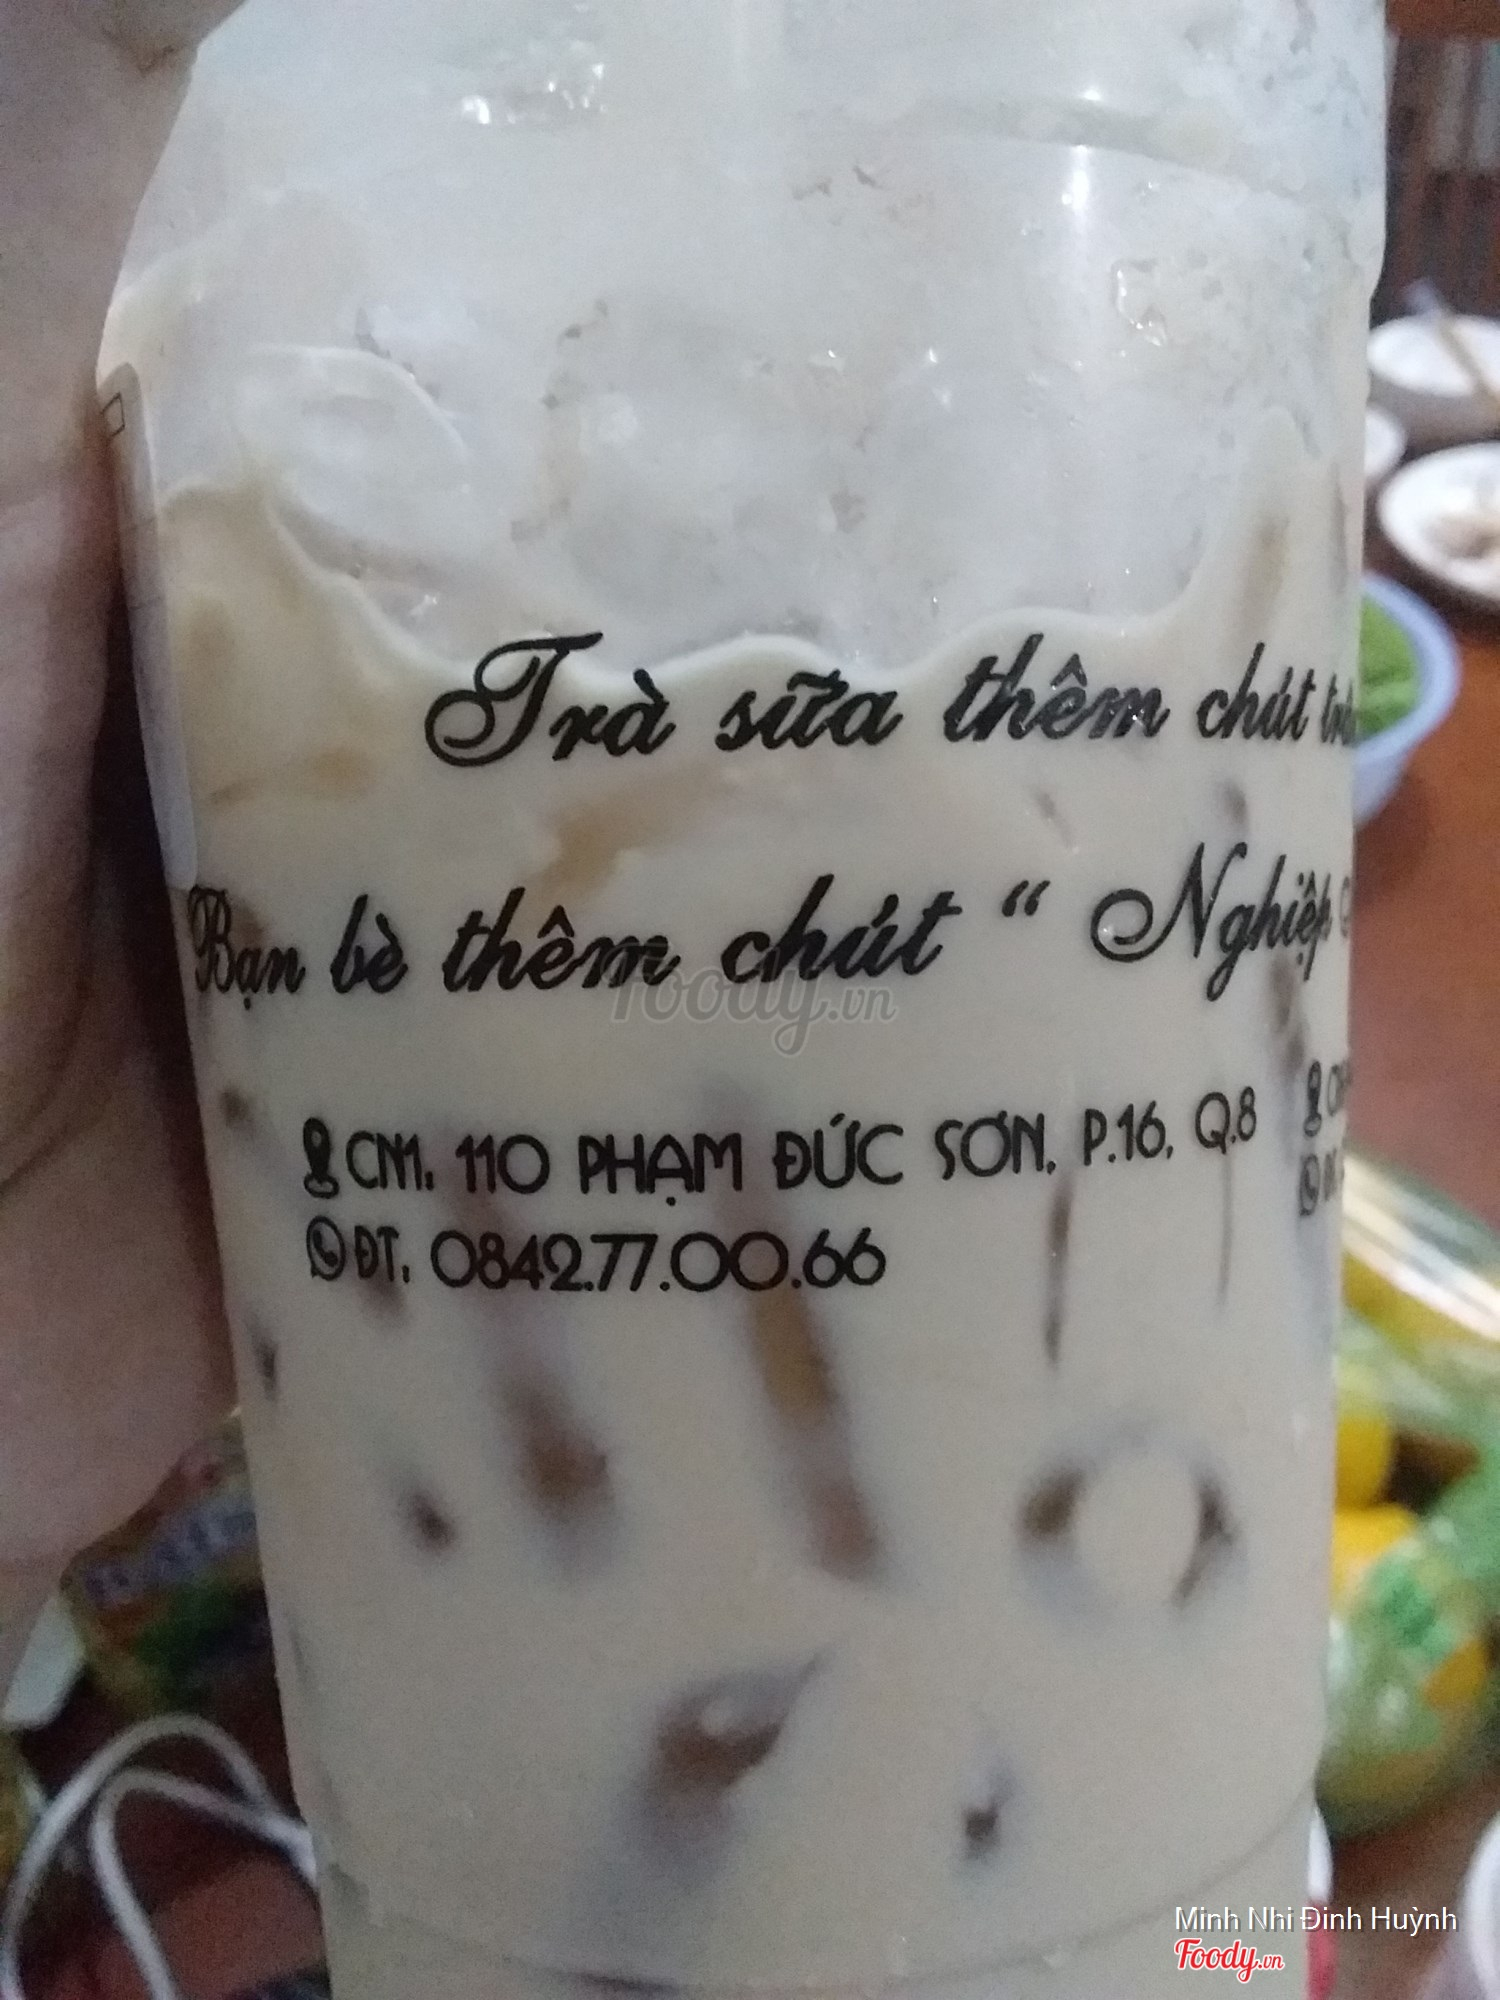 Trà sữa thêm chút
Bạn bè thêm chút “ Nghiệp
CN1. 110 PHẠM ĐỨC SƠN. P.16. Q.8
ĐT. 0842.77.00.66
foody.vn
Minh Nhi Đinh Huỳnh
Foody.vn